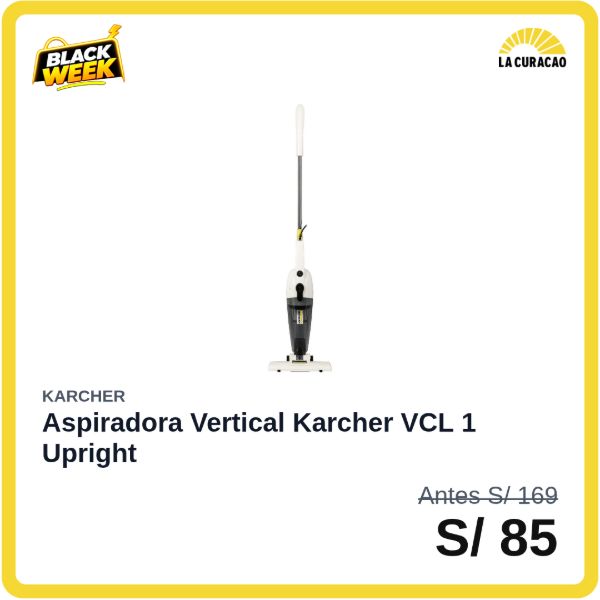 BLACK
WEEK
LA CURACAO
KARCHER
Aspiradora Vertical Karcher VCL 1
Upright
Antes S/ 169
S/ 85